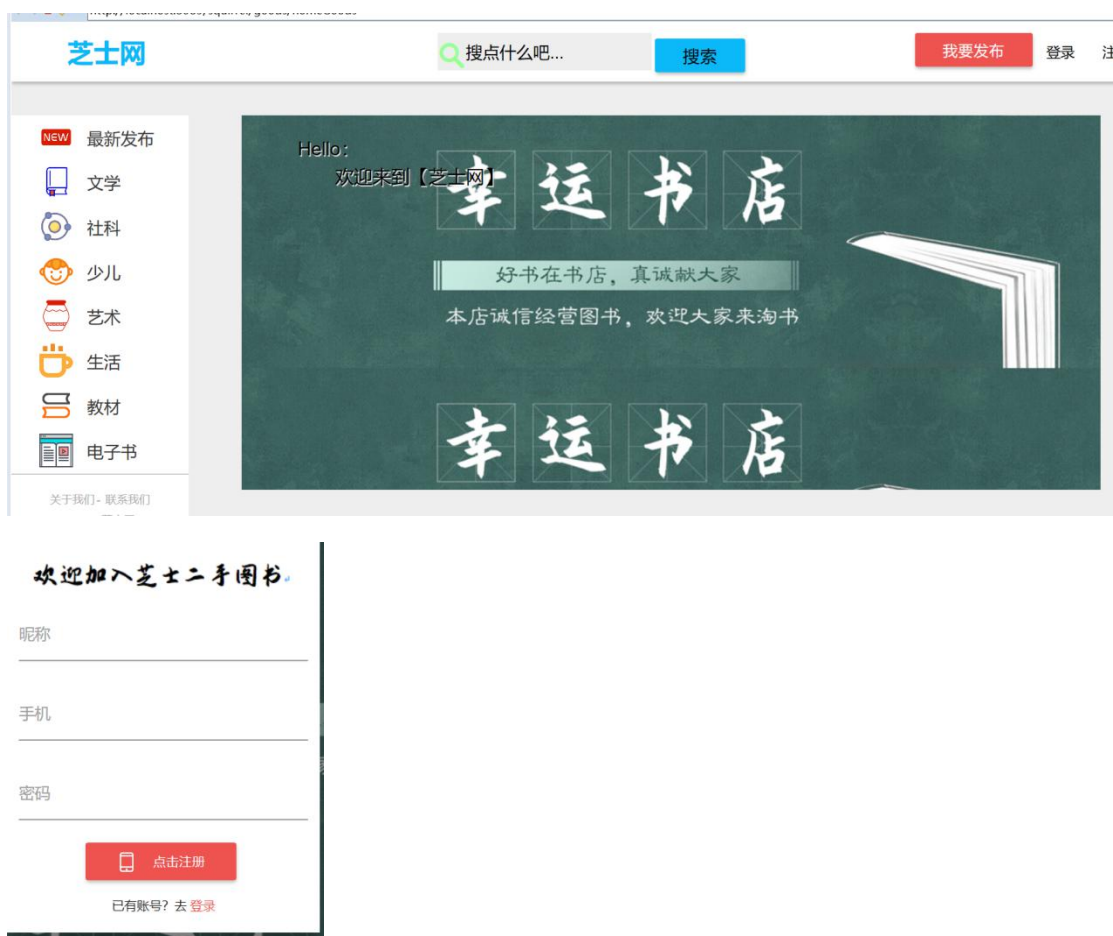 芝士网
搜点什么吧...
搜索
我要发布
登录
NEW 最新发布
文学
社科
少儿
艺术
生活
教材
电子书
关于我们- 联系我们
Hello:
欢迎来到【芝士网】
幸运书店
好书在书店，真诚献大家
本店诚信经营图书，欢迎大家来淘书
幸运书店
欢迎加入芝士二手图书
昵称
手机
密码
点击注册
已有账号？去 登录